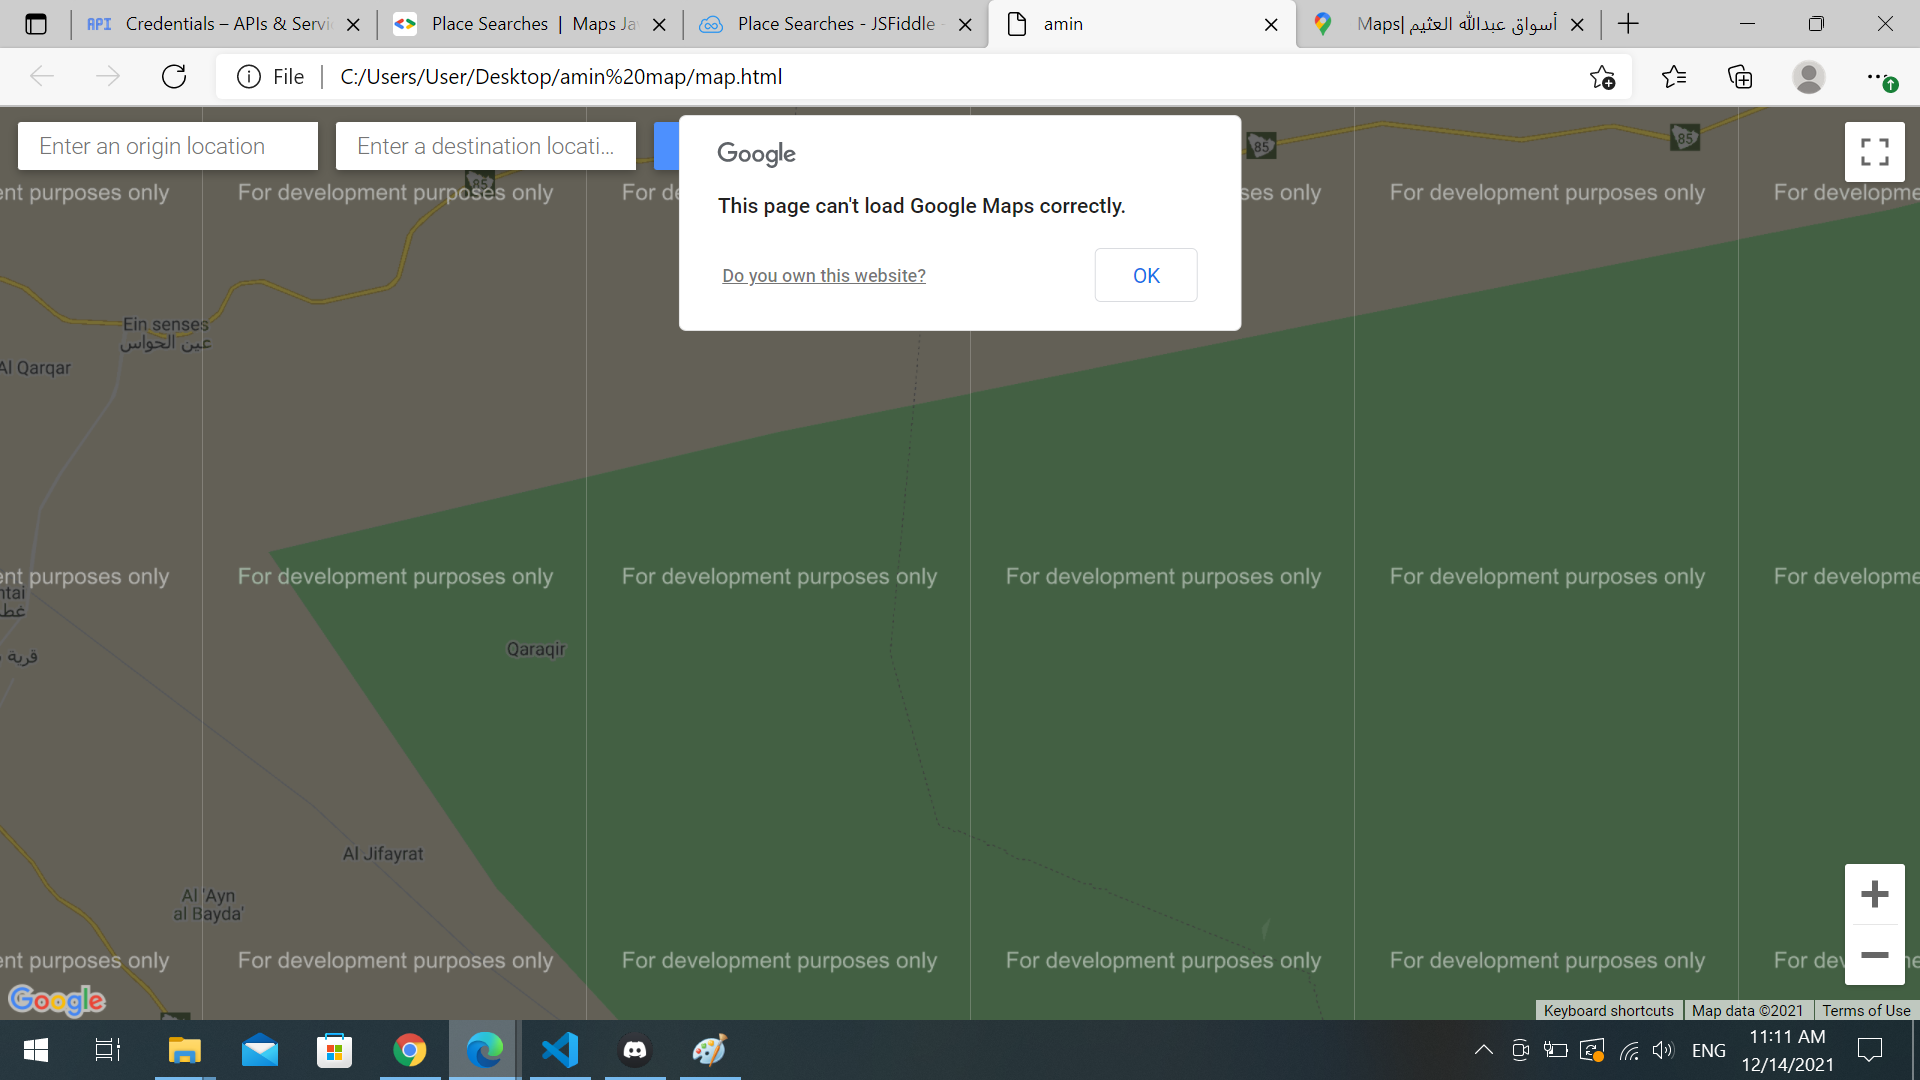 API Credentials – APIs & Servi
Place Searches | Maps Ja
Place Searches - JSFiddle -
amin
أسواق عبدالله العثيم |Maps
File
C:/Users/User/Desktop/amin%20map/map.html
Enter an origin location
Enter a destination locati...
Google
This page can't load Google Maps correctly.
Do you own this website?
OK
85
85
85
ent purposes only
For development purposes only
For de
ses only
For development purposes only
For developme
Ein senses
عين الحواس
Al Qarqar
ent purposes only
For development purposes only
For development purposes only
For development purposes only
For development purposes only
For developme
ntai
غط
قرية
Qaraqir
Al Jifayrat
Al 'Ayn
al Bayda'
ent purposes only
For development purposes only
For development purposes only
For development purposes only
For development purposes only
For de
Google
Keyboard shortcuts
Map data ©2021
Terms of Use
ENG
11:11 AM
12/14/2021